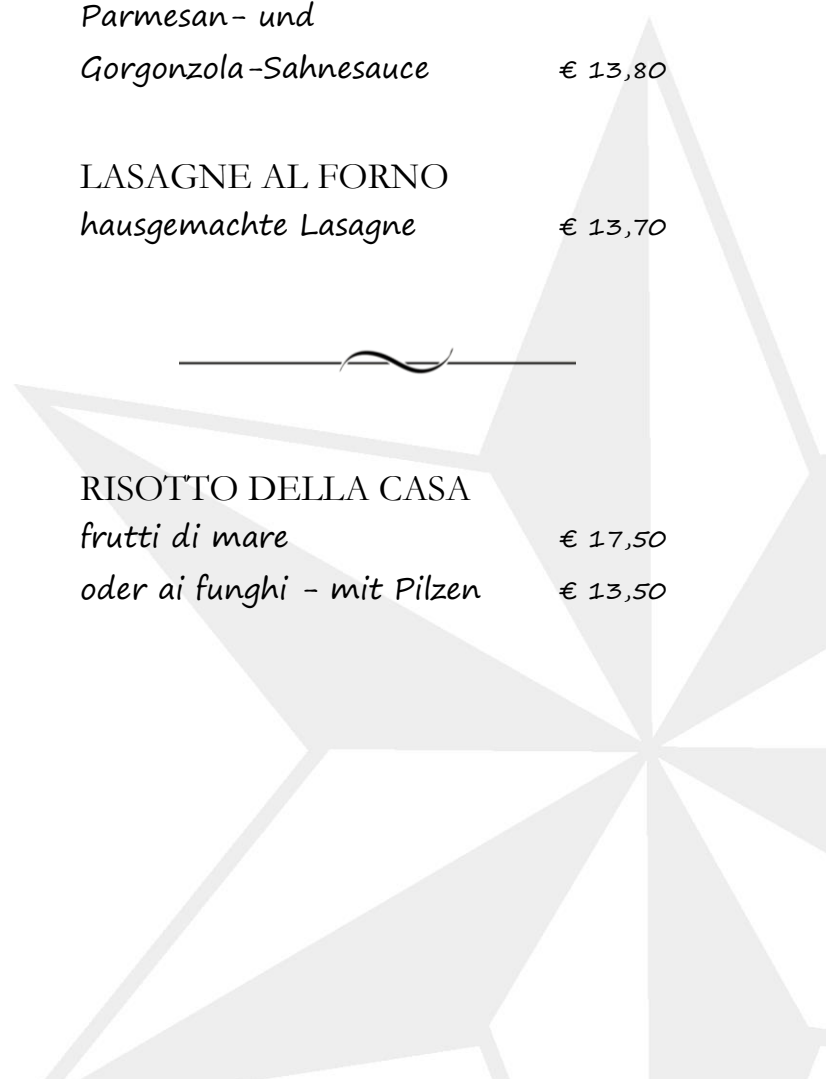 Parmesan- und
Gorgonzola-Sahnesauce € 13,80
LASAGNE AL FORNO
hausgemachte Lasagne € 13,70
RISOTTO DELLA CASA
frutti di mare € 17,50
oder ai funghi - mit Pilzen € 13,50